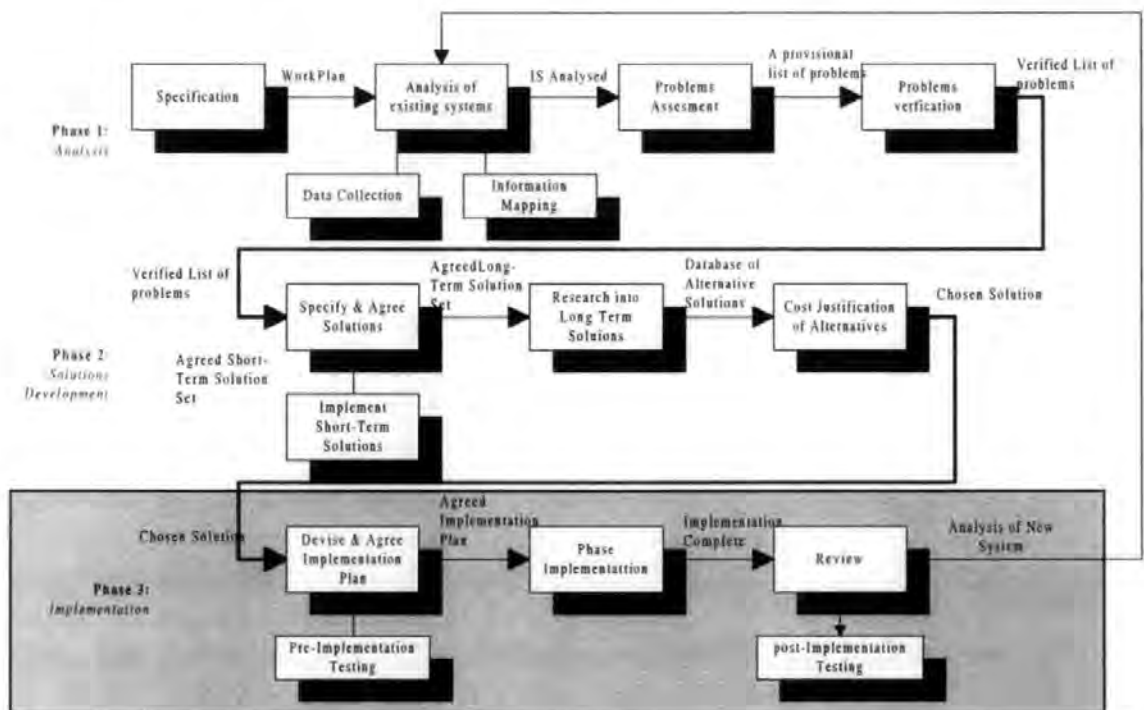 WorkPlan
IS Analysed
A provisional
list of problems
Verified List of
problems
Specification
Analysis of
existing systems
Problems
Assesment
Problems
verfication
Phase 1:
Analysis
Data Collection
Information
Mapping
Verified List of
problems
AgreedLong-
Term Solution
Set
Database of
Alternative
Solutions
Chosen Solution
Specify & Agree
Solutions
Research into
Long Term
Soluions
Cost Justification
of Alternatives
Phase 2:
Solutions
Development
Agreed Short-
Term Solution
Set
Implement
Short-Term
Solutions
Chosen Solution
Agreed
Implementation
Plan
Implementation
Complete
Analysis of New
System
Devise & Agree
Implementation
Plan
Phase
Implementattion
Review
Phase 3:
Implementation
Pre-Implementation
Testing
post-Implementation
Testing